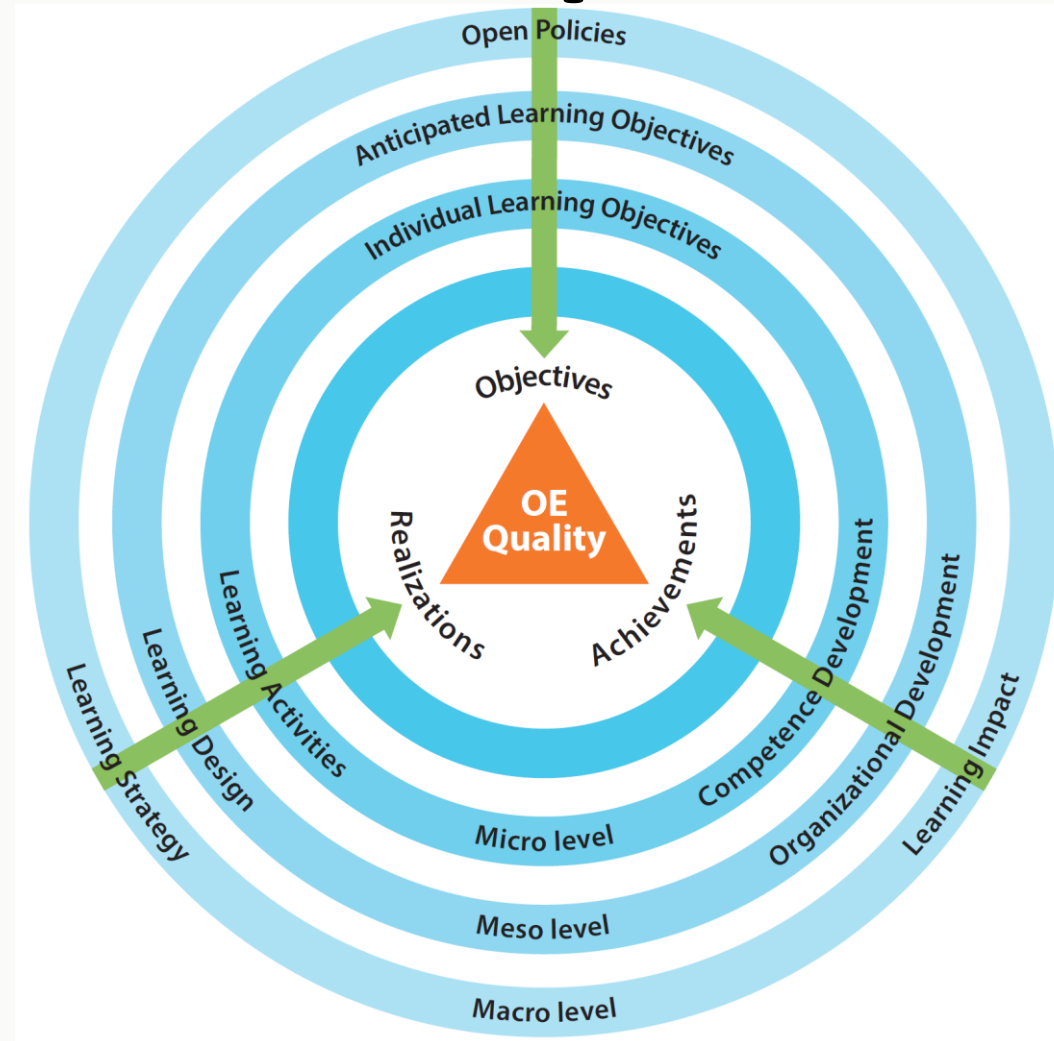 Open Policies
Anticipated Learning Objectives
Individual Learning Objectives
Objectives
OE
Quality
Realizations
Achievements
Learning Activities
Learning Design
Learning Strategy
Competence Development
Organizational Development
Learning Impact
Micro level
Meso level
Macro level